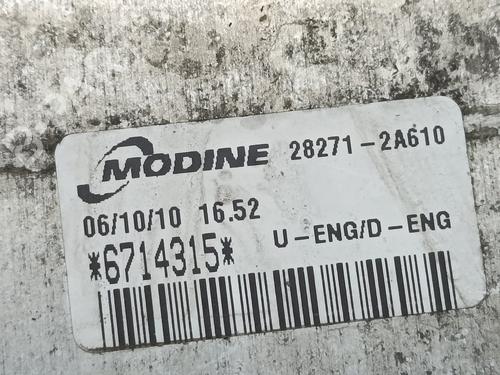 MODINE 28271-2A610
06/10/10 16.52
U-ENG/D-ENG
*6714315*